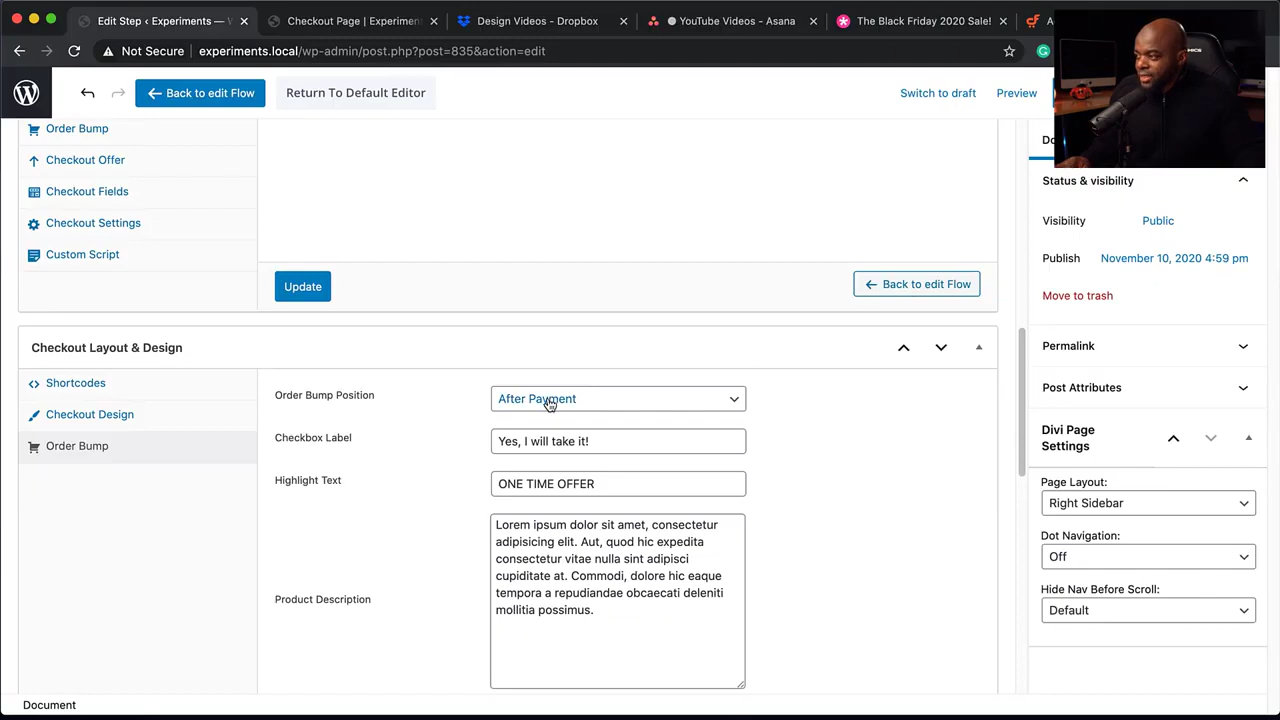 Edit Step ‹ Experiments — W
Checkout Page | Experimen
Design Videos - Dropbox
YouTube Videos - Asana
The Black Friday 2020 Sale!
Not Secure
experiments.local/wp-admin/post.php?post=835&action=edit
Back to edit Flow
Return To Default Editor
Switch to draft
Preview
Order Bump
Checkout Offer
Checkout Fields
Checkout Settings
Custom Script
Update
Back to edit Flow
Checkout Layout & Design
Shortcodes
Checkout Design
Order Bump
Order Bump Position
After Payment
Checkbox Label
Yes, I will take it!
Highlight Text
ONE TIME OFFER
Product Description
Lorem ipsum dolor sit amet, consectetur
adipisicing elit. Aut, quod hic expedita
consectetur vitae nulla sint adipisci
cupiditate at. Commodi, dolore hic eaque
tempora a repudiandae obcaecati deleniti
mollitia possimus.
Do
Status & visibility
Visibility
Public
Publish
November 10, 2020 4:59 pm
Move to trash
Permalink
Post Attributes
Divi Page
Settings
Page Layout:
Right Sidebar
Dot Navigation:
Off
Hide Nav Before Scroll:
Default
Document